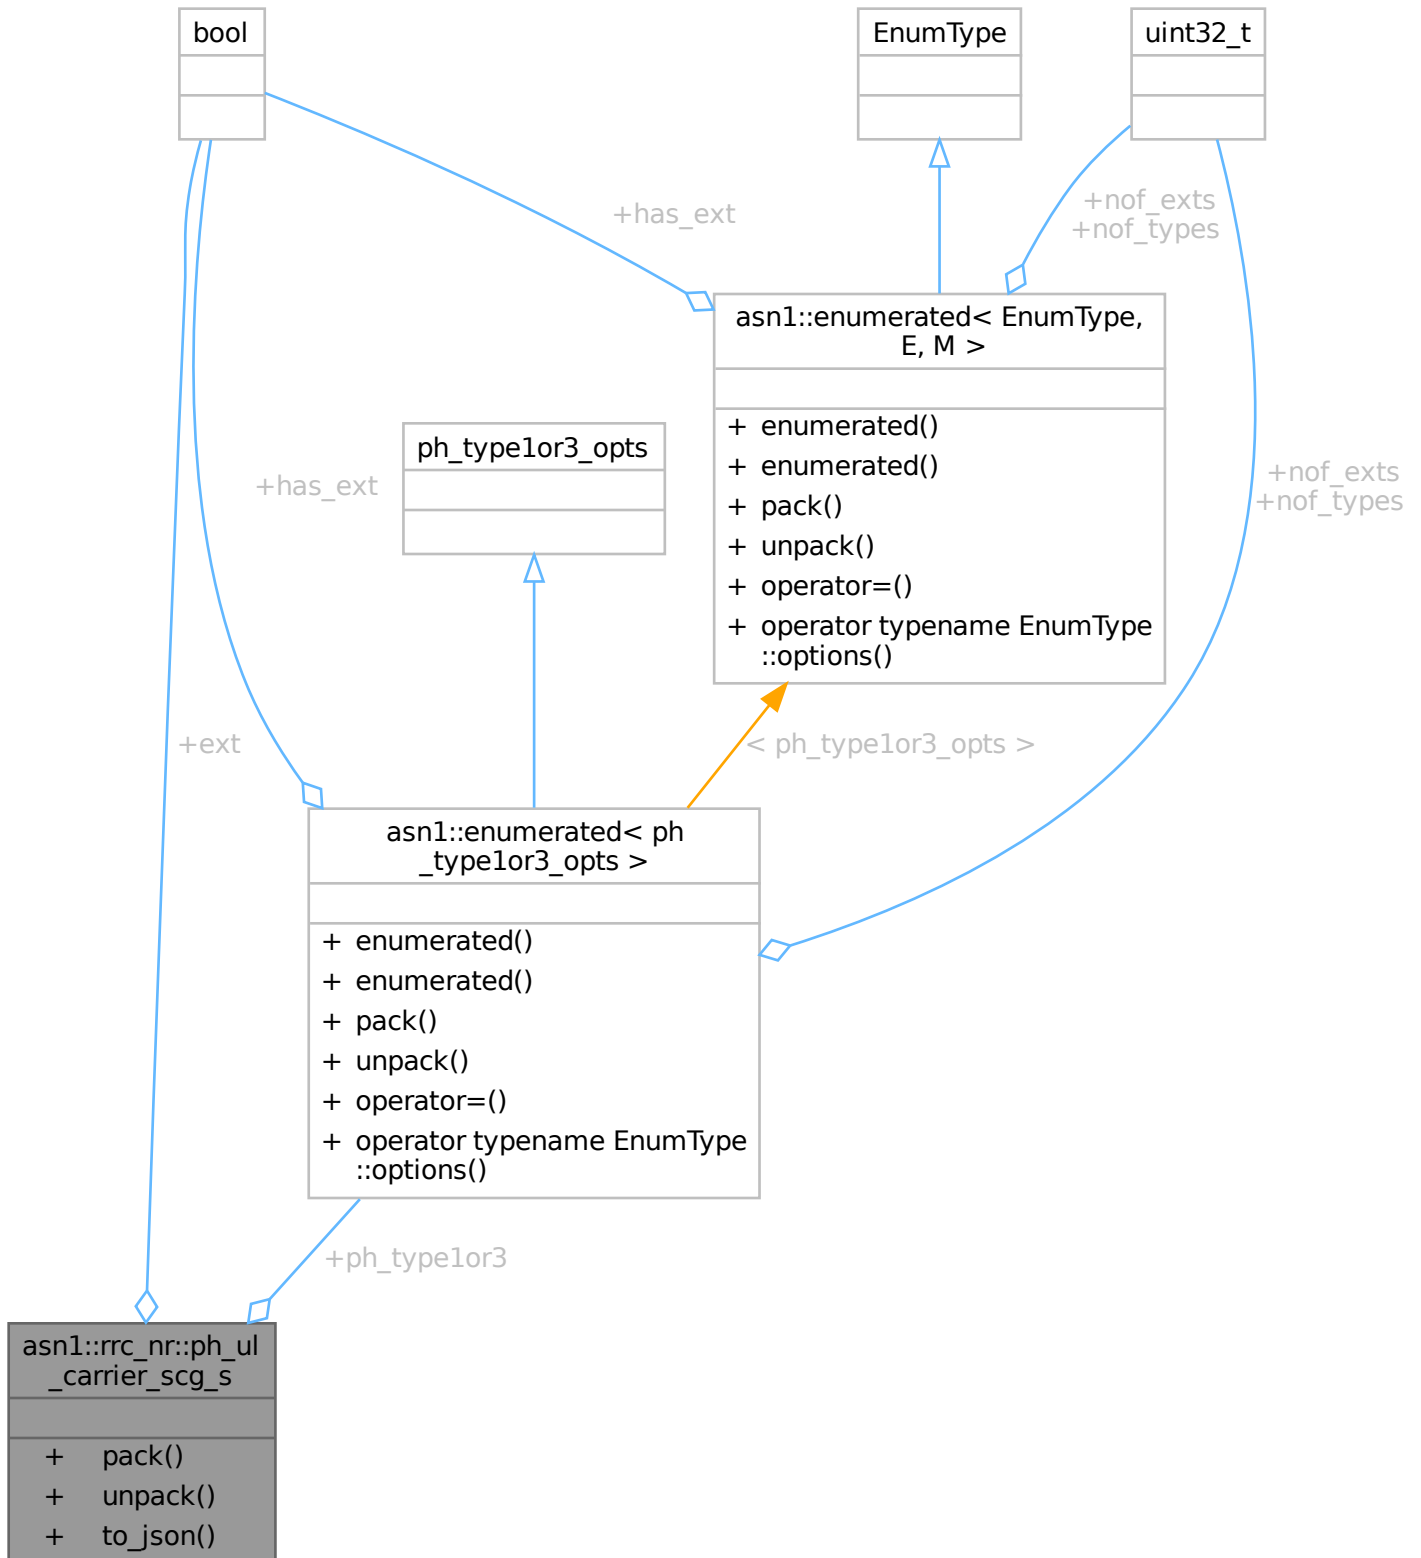 bool
EnumType
uint32_t
+has_ext
+nof_exts
+nof_types
asn1::enumerated< EnumType,
E, M >
+ enumerated()
+ enumerated()
+ pack()
+ unpack()
+ operator=()
+ operator typename EnumType
::options()
ph_type1or3_opts
+has_ext
+nof_exts
+nof_types
+ext
< ph_type1or3_opts >
asn1::enumerated< ph
_type1or3_opts >
+ enumerated()
+ enumerated()
+ pack()
+ unpack()
+ operator=()
+ operator typename EnumType
::options()
+ph_type1or3
asn1::rrc_nr::ph_ul
_carrier_scg_s
+ pack()
+ unpack()
+ to_json()